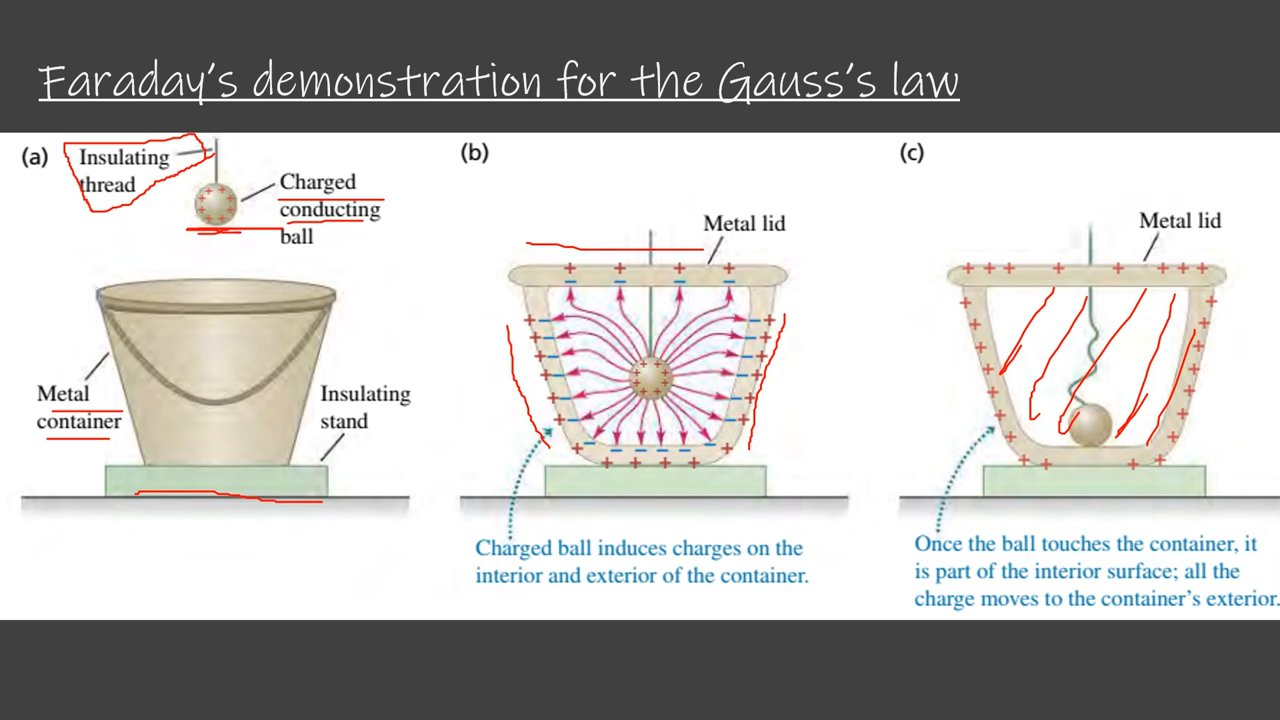 Faraday's demonstration for the Gauss's law
(a)
Insulating
thread
Charged
conducting
ball
Metal
container
Insulating
stand
(b)
Metal lid
Charged ball induces charges on the
interior and exterior of the container.
(c)
Metal lid
Once the ball touches the container, it
is part of the interior surface; all the
charge moves to the container's exterior.